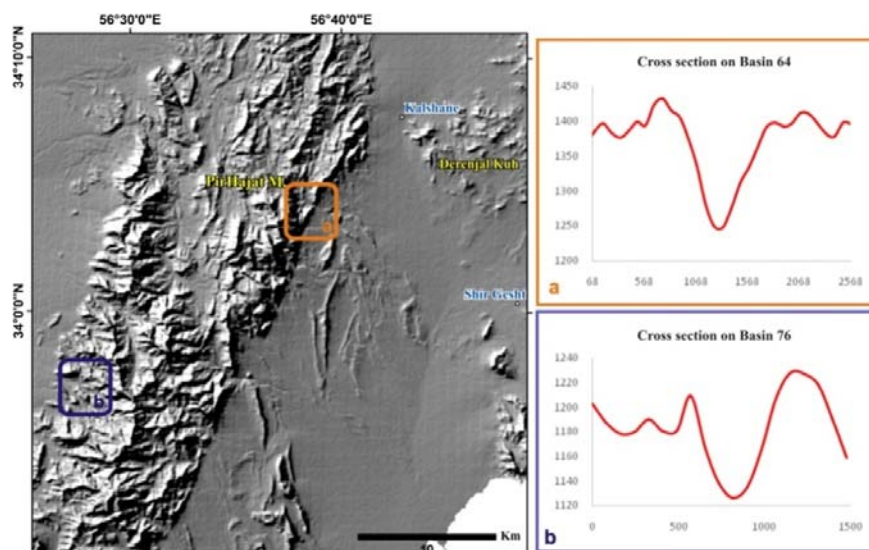 56°30'0"E
56°40'0"E
34°10'0"N
34°0'0"N
Kalshane
Derenjal Kuh
PirHajat M.
Shir Gesht
a
b
10
Km
Cross section on Basin 64
1450
1400
1350
1300
1250
1200
68 568 1068 1568 2068 2568
a
Cross section on Basin 76
1240
1220
1200
1180
1160
1140
1120
0 500 1000 1500
b